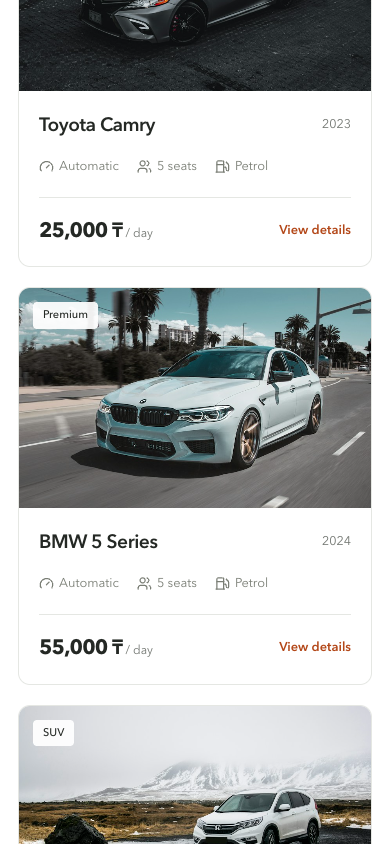 Toyota Camry 2023
Automatic 5 seats Petrol
25,000 ₸ / day View details
Premium
BMW 5 Series 2024
Automatic 5 seats Petrol
55,000 ₸ / day View details
SUV